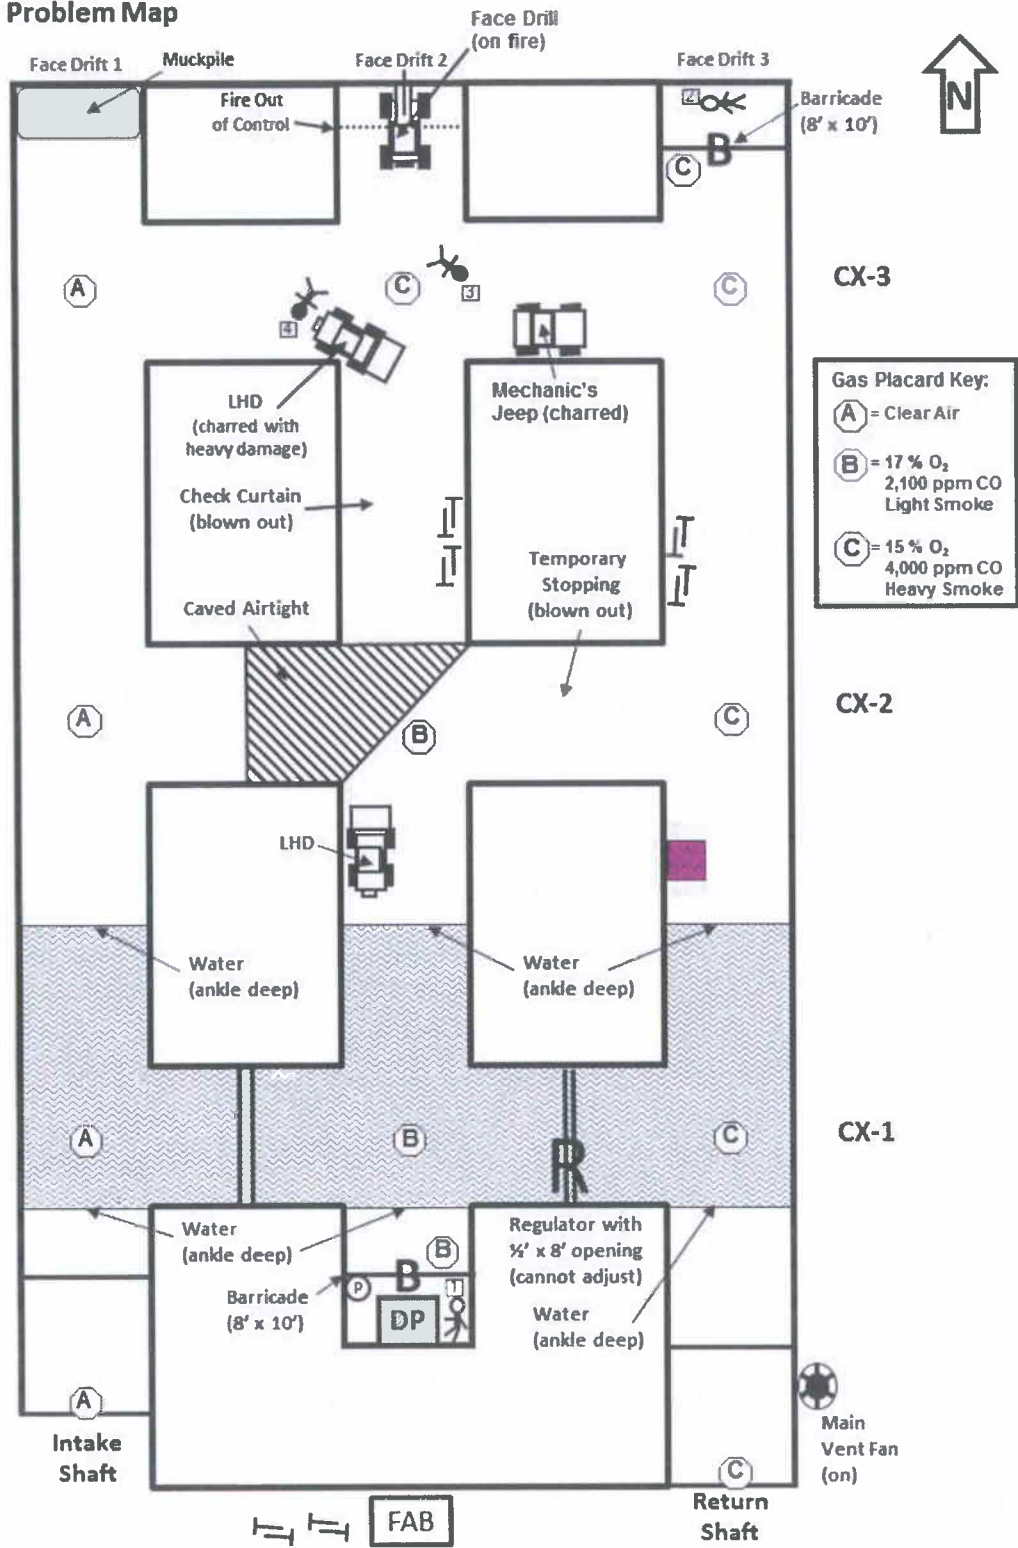 Problem Map
Face Drill
(on fire)
Face Drift 1
Muckpile
Face Drift 2
Face Drift 3
N
Fire Out
of Control
2
Barricade
(8' x 10')
B
C
A
C
3
C
CX-3
4
LHD
(charred with
heavy damage)
Mechanic's
Jeep (charred)
Gas Placard Key:
A = Clear Air
B = 17 % O₂
2,100 ppm CO
Light Smoke
C = 15 % O₂
4,000 ppm CO
Heavy Smoke
Check Curtain
(blown out)
Temporary
Stopping
(blown out)
Caved Airtight
A
B
C
CX-2
LHD
Water
(ankle deep)
Water
(ankle deep)
A
B
R
C
CX-1
Water
(ankle deep)
B
Regulator with
½' x 8' opening
(cannot adjust)
Barricade
(8' x 10')
P
B
1
DP
Water
(ankle deep)
A
Intake
Shaft
Main
Vent Fan
(on)
C
Return
Shaft
FAB